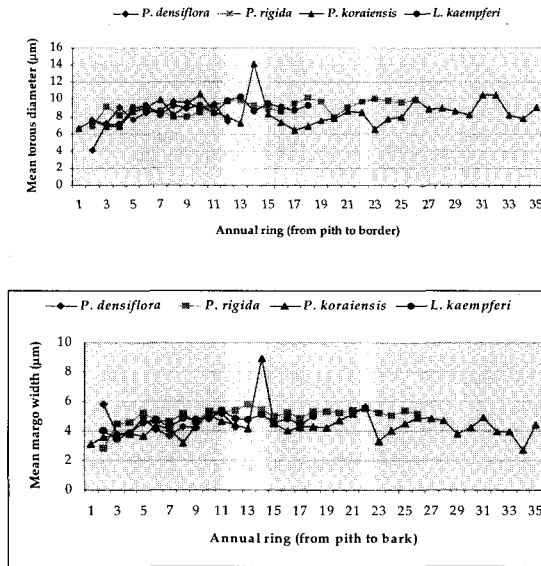 P. densiflora P. rigida P. koraiensis L. kaempferi
Mean torous diameter (μm)
16
14
12
10
8
6
4
2
0
1 3 5 7 9 11 13 15 17 19 21 23 25 27 29 31 33 35
Annual ring (from pith to border)
P. densiflora P. rigida P. koraiensis L. kaempferi
Mean margo width (μm)
10
8
6
4
2
0
1 3 5 7 9 11 13 15 17 19 21 23 25 27 29 31 33 35
Annual ring (from pith to bark)